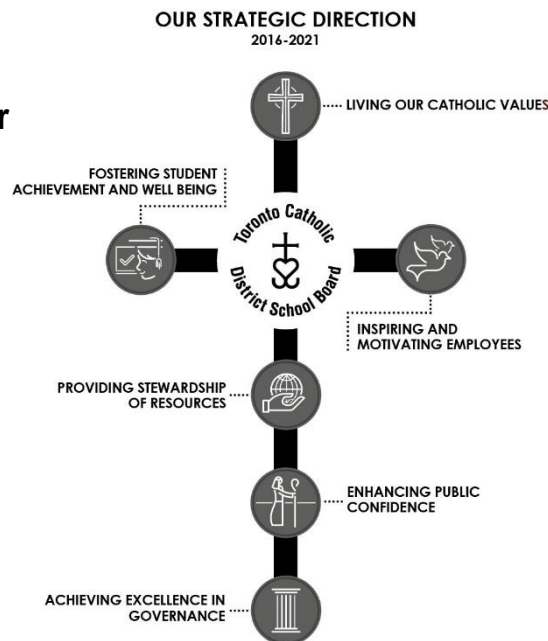 OUR STRATEGIC DIRECTION
2016-2021
r
LIVING OUR CATHOLIC VALUES
FOSTERING STUDENT
ACHIEVEMENT AND WELL BEING
Toronto Catholic
District School Board
INSPIRING AND
MOTIVATING EMPLOYEES
PROVIDING STEWARDSHIP
OF RESOURCES
ENHANCING PUBLIC
CONFIDENCE
ACHIEVING EXCELLENCE IN
GOVERNANCE